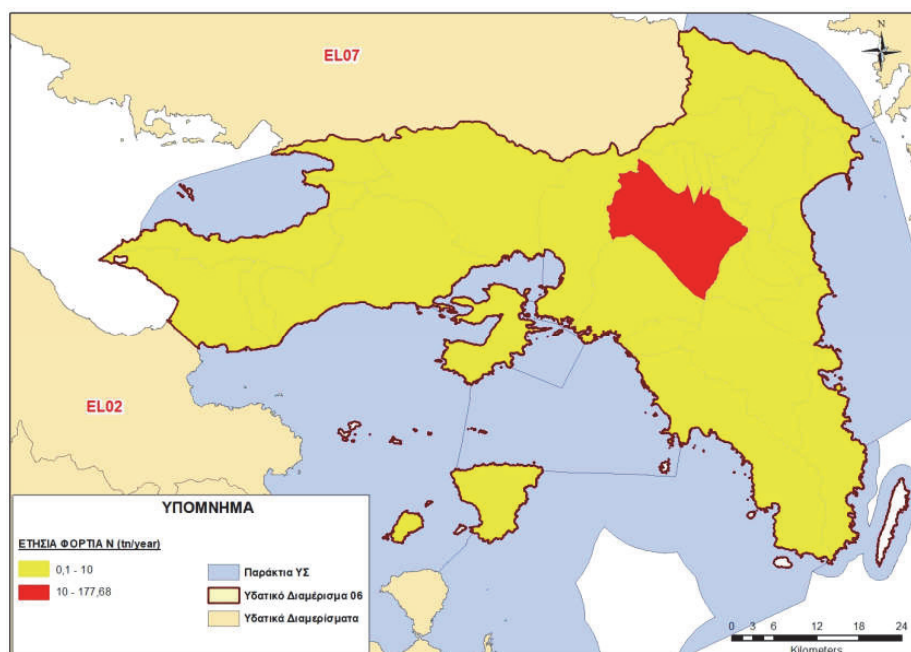 EL07
N
EL02
ΥΠΟΜΝΗΜΑ
ΕΤΗΣΙΑ ΦΟΡΤΙΑ Ν (tn/year)
0,1 - 10
10 - 177,68
Παράκτια ΥΣ
Υδατικό Διαμέρισμα 06
Υδατικά Διαμερίσματα
0 3 6 12 18 24
Kilometers